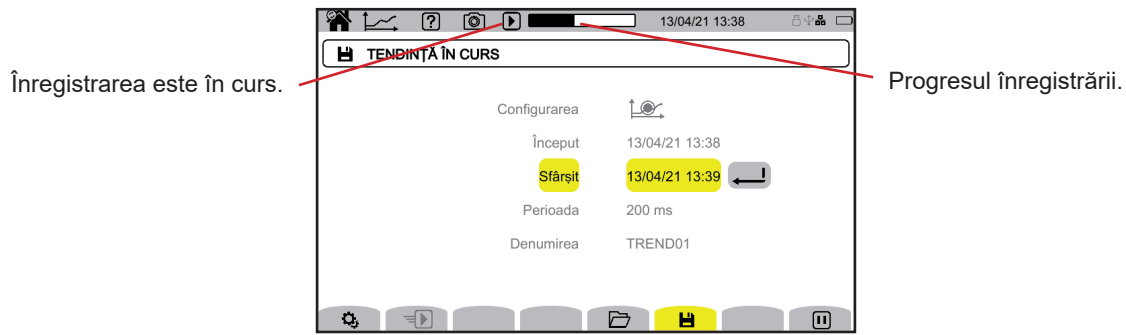 13/04/21 13:38
TENDINȚĂ ÎN CURS
Înregistrarea este în curs.
Progresul înregistrării.
Configurarea
Început 13/04/21 13:38
Sfârșit 13/04/21 13:39
Perioada 200 ms
Denumirea TREND01